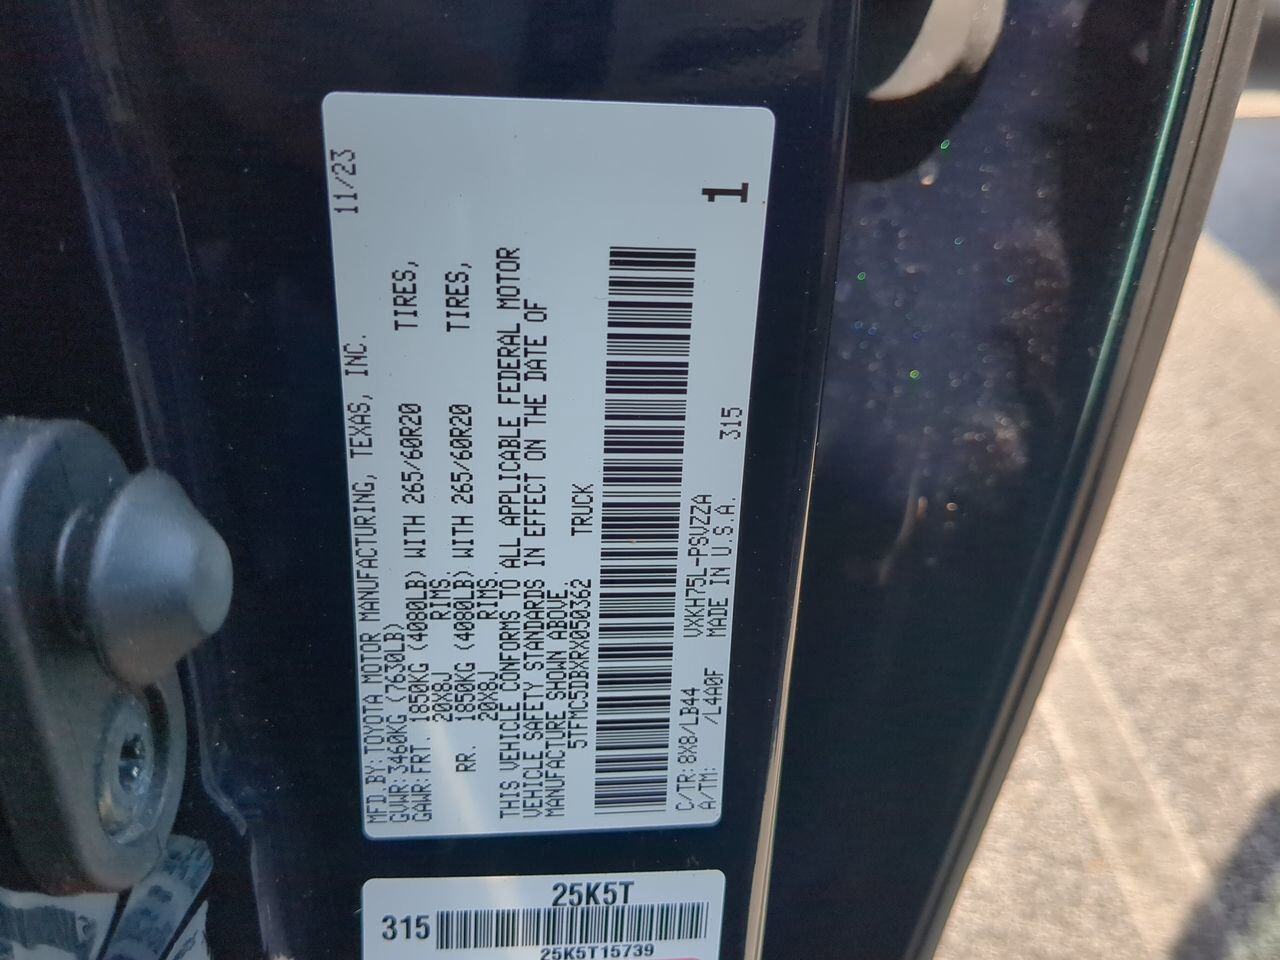 MFD.BY: TOYOTA MOTOR MANUFACTURING, TEXAS, INC. 11/23
GVWR: 3460KG (7630LB)
GAWR: FRT. 1850KG (4080LB) WITH 265/60R20 TIRES,
20X8J RIMS,
RR. 1850KG (4080LB) WITH 265/60R20 TIRES,
20X8J RIMS.
THIS VEHICLE CONFORMS TO ALL APPLICABLE FEDERAL MOTOR
VEHICLE SAFETY STANDARDS IN EFFECT ON THE DATE OF
MANUFACTURE SHOWN ABOVE.
5TFMC5DBXRX050362 TRUCK
1
C/TR: 8X8/LB44 VXKH75L-PSVZZA 315
A/TM: /L4A0F MADE IN U.S.A.
25K5T
315
25K5T15739